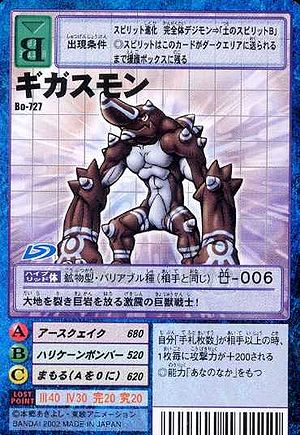 B
出現条件
スピリット進化 完全体デジモン⇒「土のスピリットB」
◎スピリットはこのカードがダークエリアに送られるまで援護ボックスに残る
ギガスモン
Bo-727
ハイブリッド体
鉱物型・バリアブル種(相手と同じ)
Ⓗ-006
大地を裂き巨岩を放る激震の巨獣戦士!
A アースクェイク 680
B ハリケーンボンバー 520
C まもる(Aを0に) 620
自分「手札枚数」が相手以上の時、
1枚毎に攻撃力が+200される
◎能力「あなのなか」をもつ
LOST POINT Ⅲ40 Ⅳ30 完20 究20
©本郷あきよし・東映アニメーション
BANDAI 2002 MADE IN JAPAN